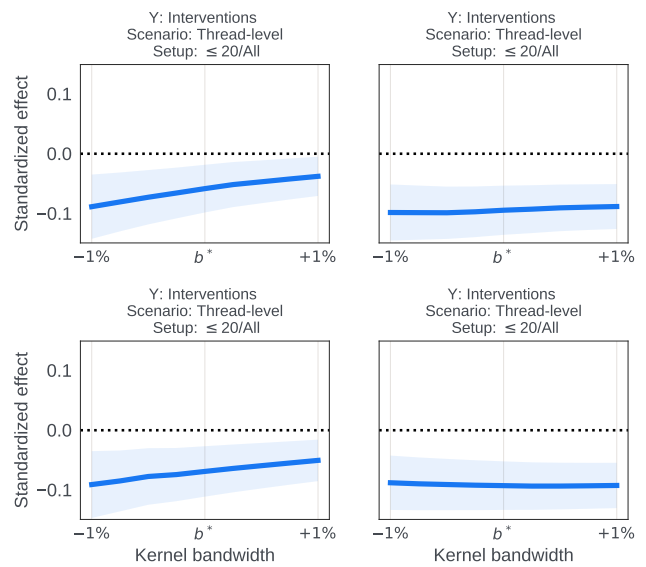 Y: Interventions
Scenario: Thread-level
Setup: ≤ 20/All
Y: Interventions
Scenario: Thread-level
Setup: ≤ 20/All
Standardized effect
0.1
0.0
−0.1
−1%
b*
+1%
−1%
b*
+1%
Y: Interventions
Scenario: Thread-level
Setup: ≤ 20/All
Y: Interventions
Scenario: Thread-level
Setup: ≤ 20/All
Standardized effect
0.1
0.0
−0.1
−1%
b*
+1%
−1%
b*
+1%
Kernel bandwidth
Kernel bandwidth